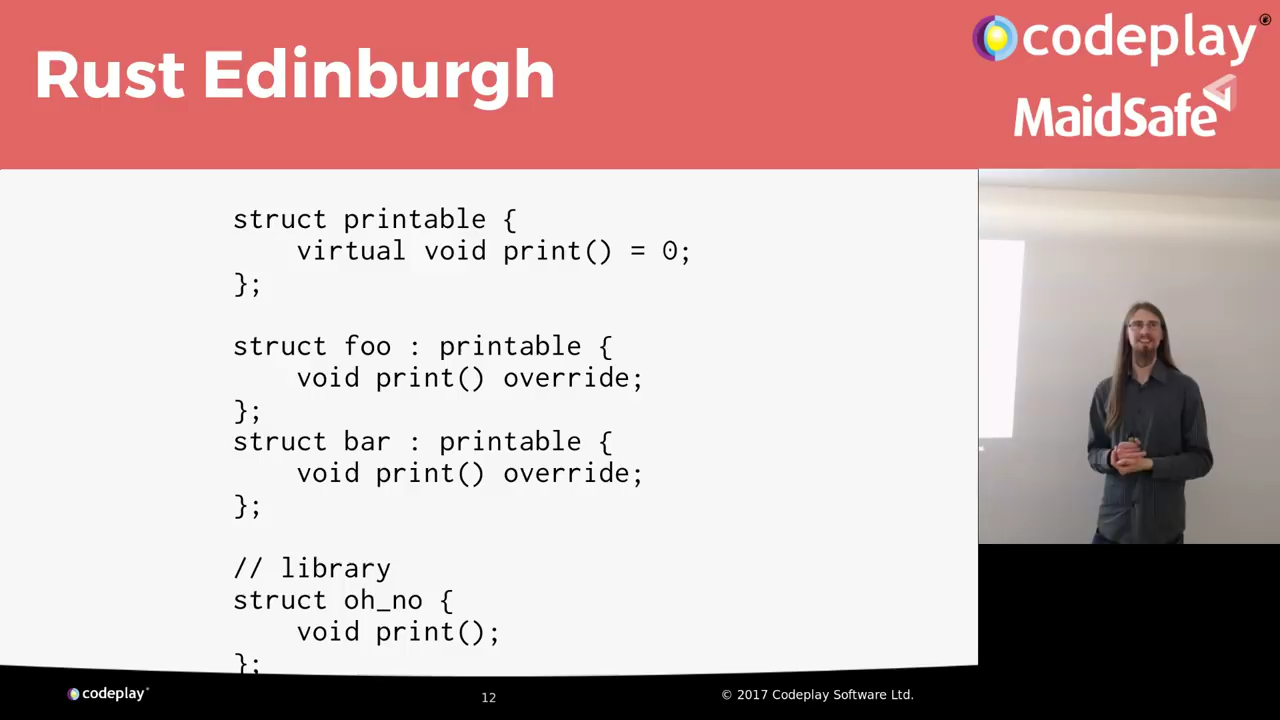 Rust Edinburgh
codeplay®
MaidSafe
struct printable {
    virtual void print() = 0;
};
struct foo : printable {
    void print() override;
};
struct bar : printable {
    void print() override;
};
// library
struct oh_no {
    void print();
};
codeplay®
12
© 2017 Codeplay Software Ltd.